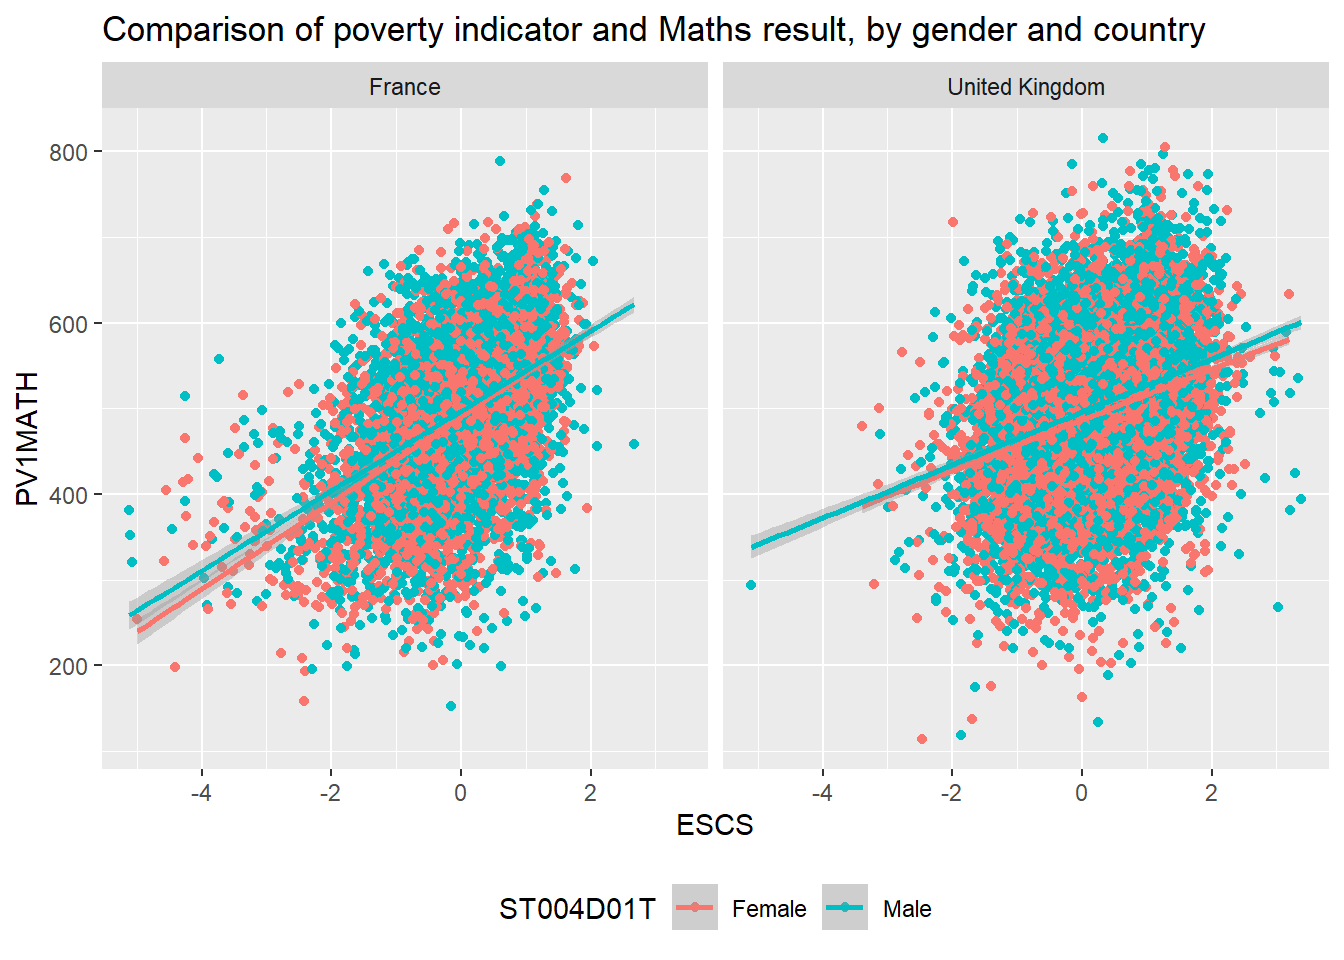 Comparison of poverty indicator and Maths result, by gender and country
France
United Kingdom
PV1MATH
800
600
400
200
-4
-2
0
2
-4
-2
0
2
ESCS
ST004D01T
Female
Male